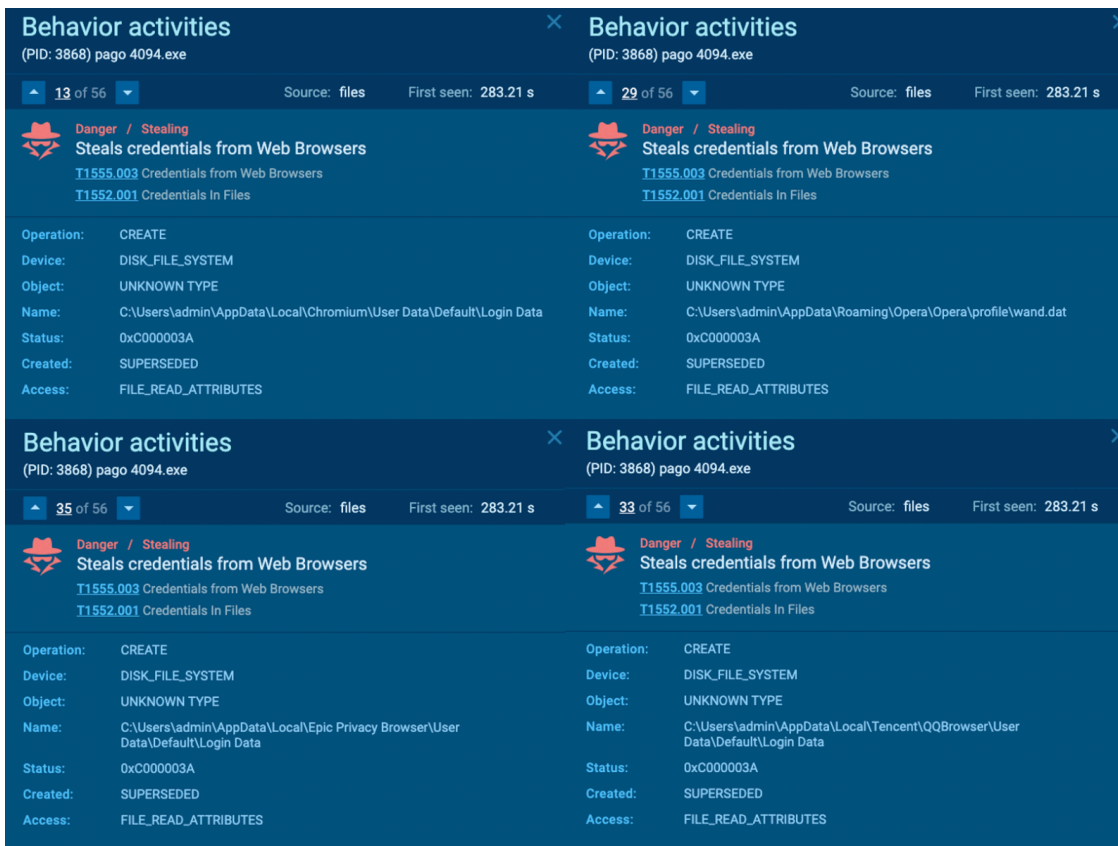 Behavior activities
(PID: 3868) pago 4094.exe
13 of 56 Source: files First seen: 283.21 s
Danger / Stealing
Steals credentials from Web Browsers
T1555.003 Credentials from Web Browsers
T1552.001 Credentials In Files
Operation: CREATE
Device: DISK_FILE_SYSTEM
Object: UNKNOWN TYPE
Name: C:\Users\admin\AppData\Local\Chromium\User Data\Default\Login Data
Status: 0xC000003A
Created: SUPERSEDED
Access: FILE_READ_ATTRIBUTES
Behavior activities
(PID: 3868) pago 4094.exe
29 of 56 Source: files First seen: 283.21 s
Danger / Stealing
Steals credentials from Web Browsers
T1555.003 Credentials from Web Browsers
T1552.001 Credentials In Files
Operation: CREATE
Device: DISK_FILE_SYSTEM
Object: UNKNOWN TYPE
Name: C:\Users\admin\AppData\Roaming\Opera\Opera\profile\wand.dat
Status: 0xC000003A
Created: SUPERSEDED
Access: FILE_READ_ATTRIBUTES
Behavior activities
(PID: 3868) pago 4094.exe
35 of 56 Source: files First seen: 283.21 s
Danger / Stealing
Steals credentials from Web Browsers
T1555.003 Credentials from Web Browsers
T1552.001 Credentials In Files
Operation: CREATE
Device: DISK_FILE_SYSTEM
Object: UNKNOWN TYPE
Name: C:\Users\admin\AppData\Local\Epic Privacy Browser\User
Data\Default\Login Data
Status: 0xC000003A
Created: SUPERSEDED
Access: FILE_READ_ATTRIBUTES
Behavior activities
(PID: 3868) pago 4094.exe
33 of 56 Source: files First seen: 283.21 s
Danger / Stealing
Steals credentials from Web Browsers
T1555.003 Credentials from Web Browsers
T1552.001 Credentials In Files
Operation: CREATE
Device: DISK_FILE_SYSTEM
Object: UNKNOWN TYPE
Name: C:\Users\admin\AppData\Local\Tencent\QQBrowser\User
Data\Default\Login Data
Status: 0xC000003A
Created: SUPERSEDED
Access: FILE_READ_ATTRIBUTES